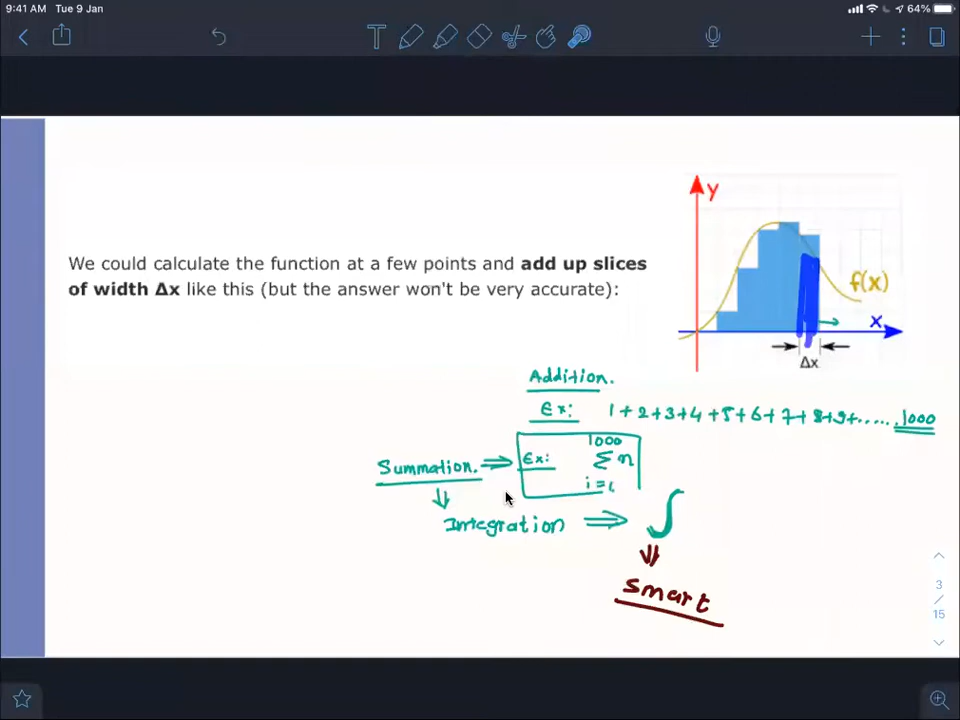 9:41 AM Tue 9 Jan
64%
T
y
We could calculate the function at a few points and add up slices
of width Δx like this (but the answer won't be very accurate):
f(x)
x
Δx
Addition.
Ex: 1+2+3+4+5+6+7+8+9+......1000
1000
Summation. ⇒ Ex: Σn
i=1
Integration ⇒ ∫
Smart
3
/
15